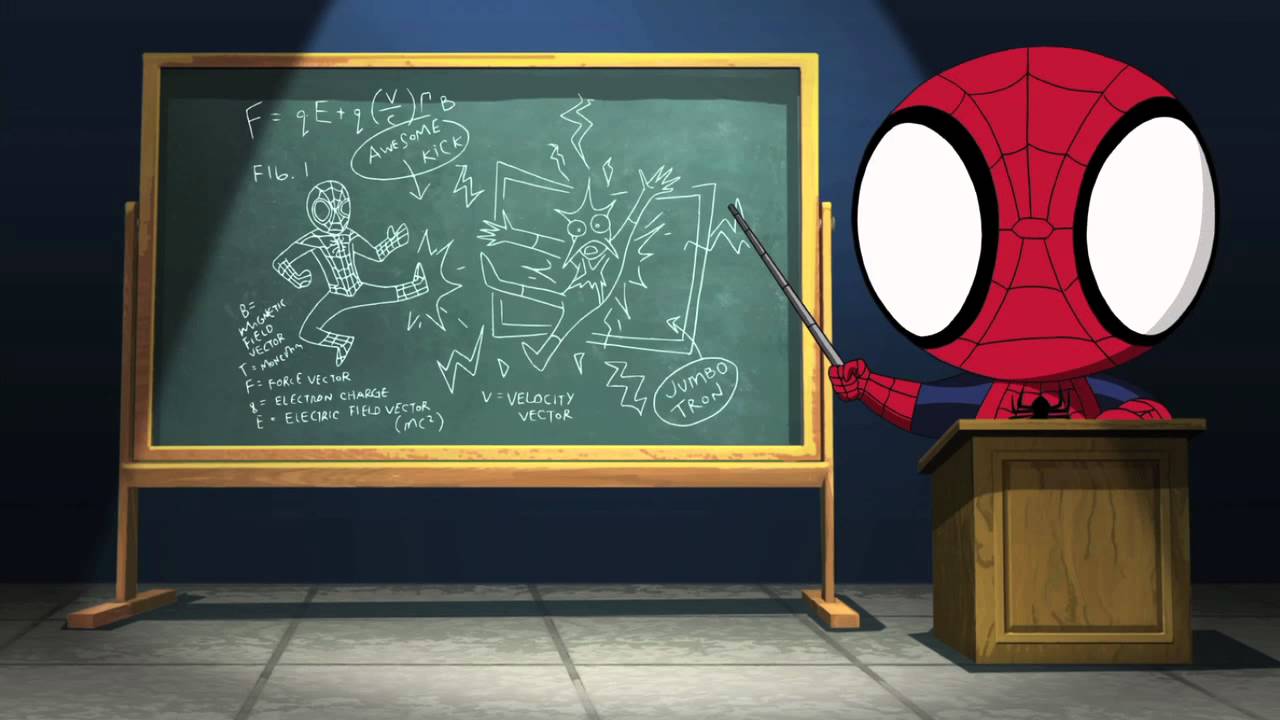 F = qE + q(v/c) Γ B
AWESOME
KICK
FIG. 1
B =
MAGNETIC
FIELD
VECTOR
F = FORCE VECTOR
q = ELECTRON CHARGE
E = ELECTRIC FIELD VECTOR
(MC²)
V = VELOCITY
VECTOR
JUMBO
TRON